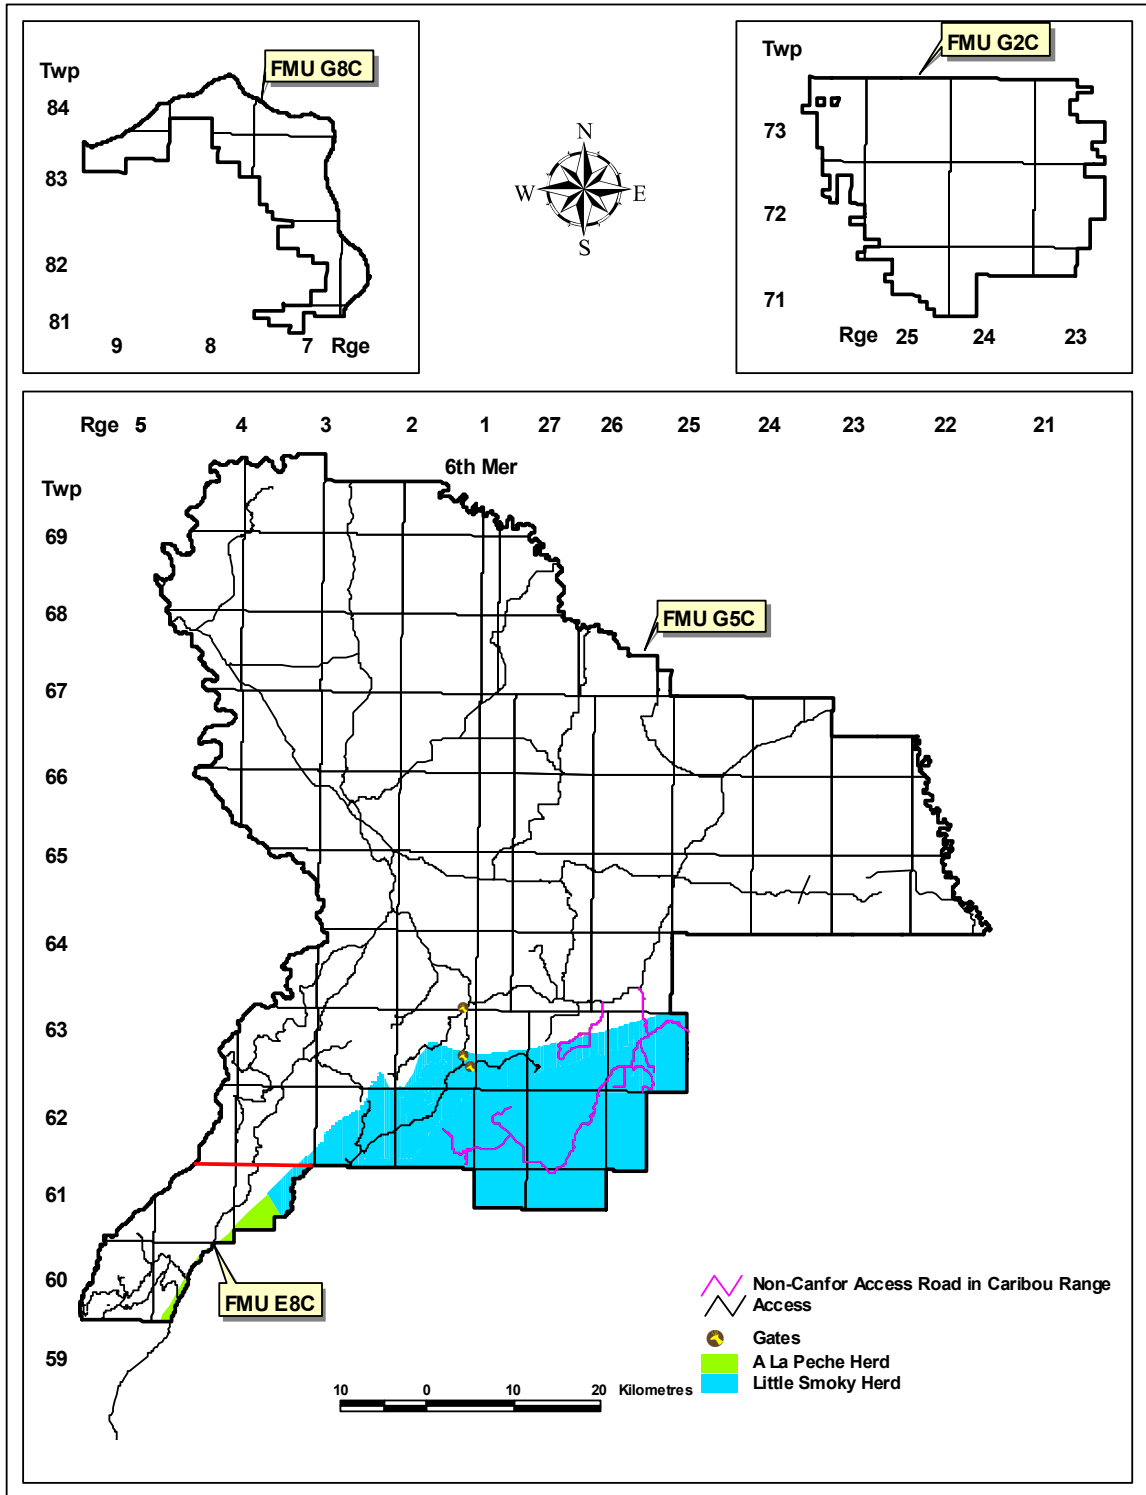 FMU G8C
Twp
84
83
82
81
9 8 7 Rge
N
W E
S
FMU G2C
Twp
73
72
71
Rge 25 24 23
Rge 5 4 3 2 1 27 26 25 24 23 22 21
6th Mer
Twp
69
68
FMU G5C
67
66
65
64
63
62
61
60
FMU E8C
59
Non-Canfor Access Road in Caribou Range
Access
Gates
A La Peche Herd
Little Smoky Herd
10 0 10 20 Kilometres